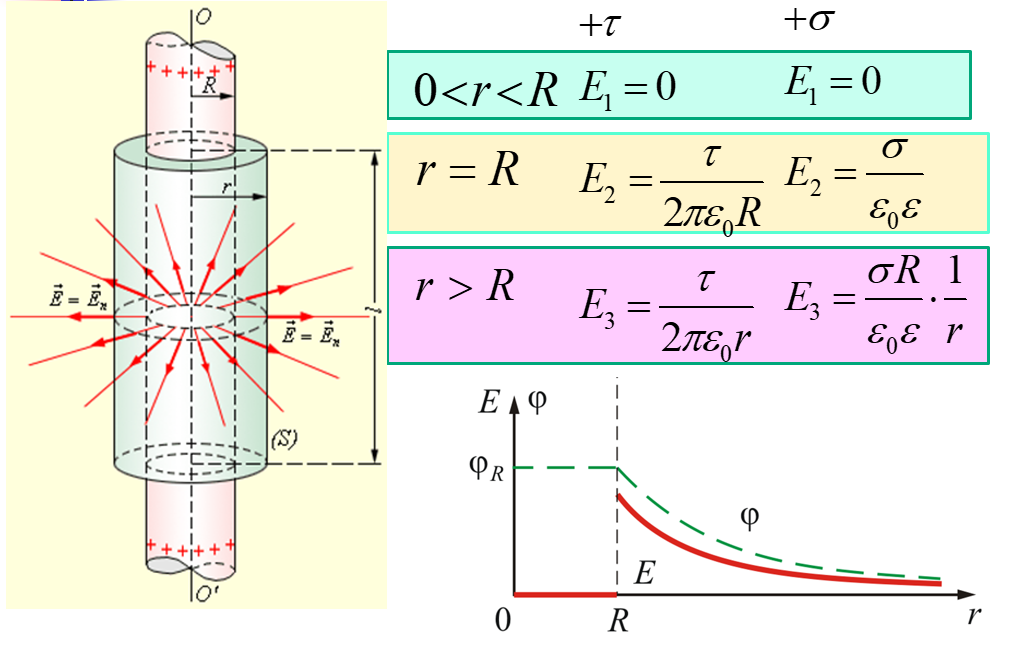 O
R
r
l
E⃗ = E⃗ₙ
E⃗ = E⃗ₙ
(S)
O'
+τ +σ
0<r<R E₁ = 0 E₁ = 0
r = R E₂ = τ/(2πε₀R) E₂ = σ/(ε₀ε)
r > R E₃ = τ/(2πε₀r) E₃ = σR/(ε₀ε) · 1/r
E φ
φ_R
φ
E
0 R r